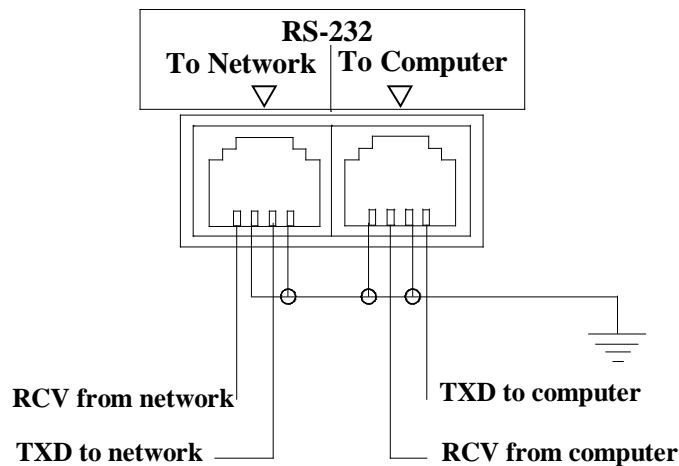 RS-232
To Network To Computer
RCV from network TXD to computer
TXD to network RCV from computer